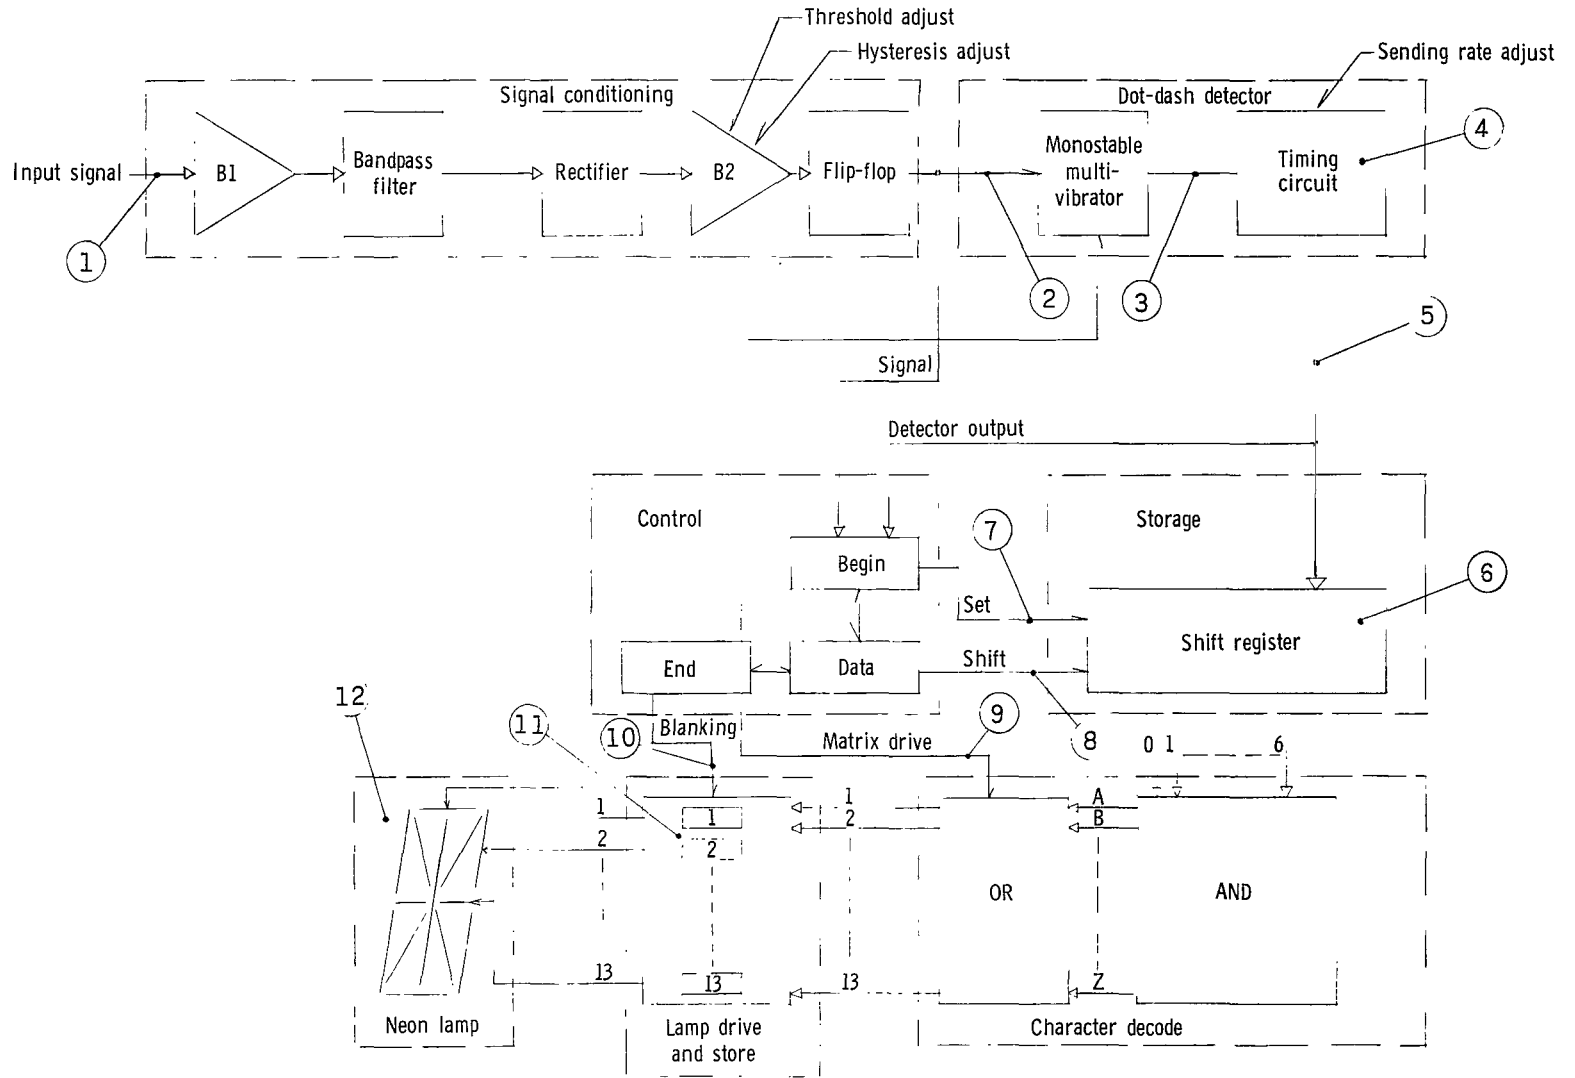 Threshold adjust
Hysteresis adjust
Sending rate adjust
Signal conditioning
Dot-dash detector
Input signal
B1
Bandpass
filter
Rectifier
B2
Flip-flop
Monostable
multi-
vibrator
Timing
circuit
4
1
2
3
5
Signal
Detector output
Control
Storage
7
Begin
6
Set
Shift register
End
Data
Shift
12
11
10
Blanking
9
Matrix drive
8
0 1 6
1
1
1
A
2
2
2
B
OR
AND
13
13
13
Z
Neon lamp
Lamp drive
and store
Character decode